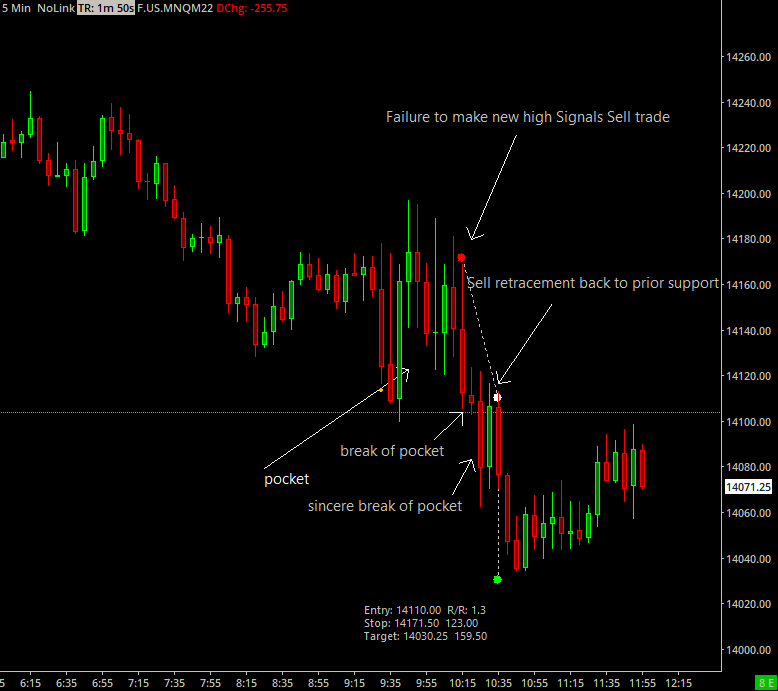 5 Min NoLink TR: 1m 50s F.US.MNQM22 DChg: -255.75
14260.00
14240.00
Failure to make new high Signals Sell trade
14220.00
14200.00
14180.00
Sell retracement back to prior support
14160.00
14140.00
14120.00
14100.00
break of pocket
14080.00
pocket
14071.25
sincere break of pocket
14060.00
14040.00
14020.00
Entry: 14110.00 R/R: 1.3
Stop: 14171.50 123.00
Target: 14030.25 159.50
14000.00
5 6:15 6:35 6:55 7:15 7:35 7:55 8:15 8:35 8:55 9:15 9:35 9:55 10:15 10:35 10:55 11:15 11:35 11:55 12:15
8 E